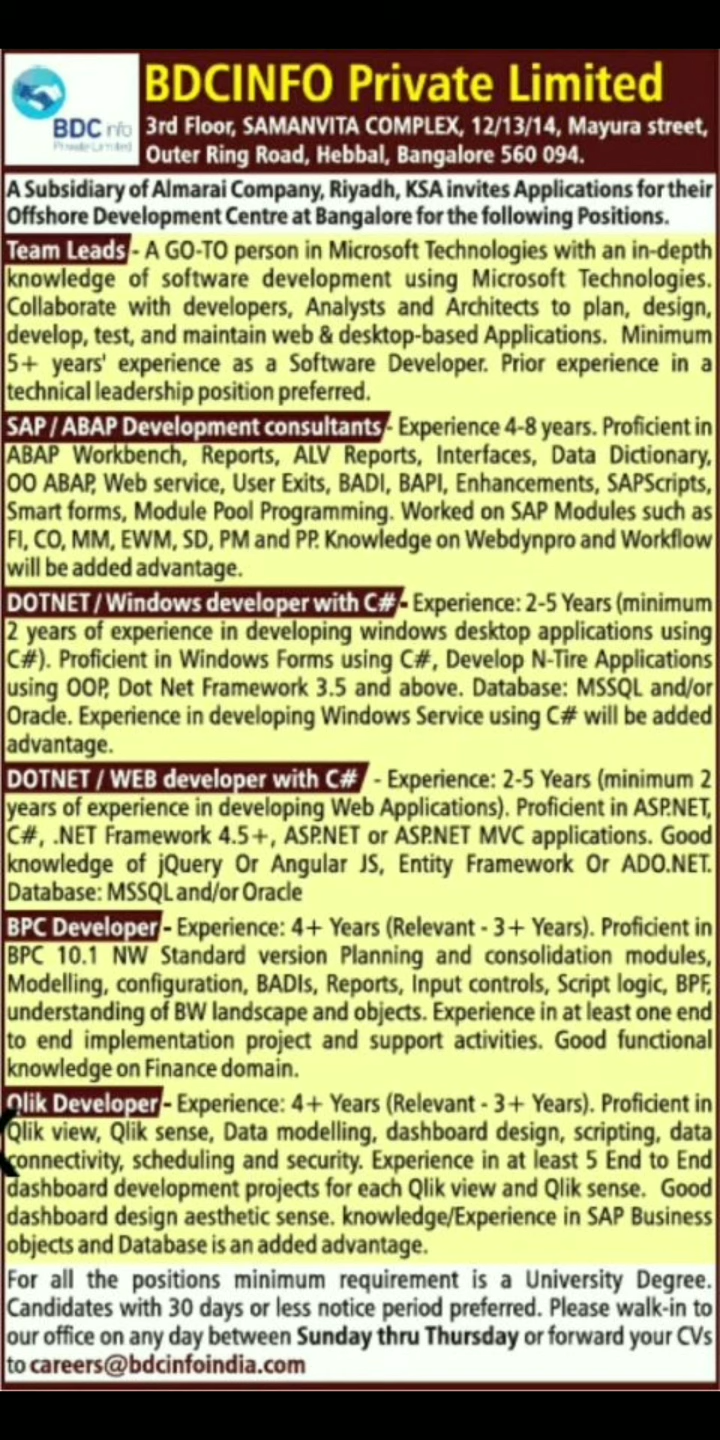 BDCINFO Private Limited
BDC info
Private Limited
3rd Floor, SAMANVITA COMPLEX, 12/13/14, Mayura street,
Outer Ring Road, Hebbal, Bangalore 560 094.
A Subsidiary of Almarai Company, Riyadh, KSA invites Applications for their
Offshore Development Centre at Bangalore for the following Positions.
Team Leads - A GO-TO person in Microsoft Technologies with an in-depth
knowledge of software development using Microsoft Technologies.
Collaborate with developers, Analysts and Architects to plan, design,
develop, test, and maintain web & desktop-based Applications. Minimum
5+ years' experience as a Software Developer. Prior experience in a
technical leadership position preferred.
SAP / ABAP Development consultants - Experience 4-8 years. Proficient in
ABAP Workbench, Reports, ALV Reports, Interfaces, Data Dictionary,
OO ABAP, Web service, User Exits, BADI, BAPI, Enhancements, SAPScripts,
Smart forms, Module Pool Programming. Worked on SAP Modules such as
FI, CO, MM, EWM, SD, PM and PP. Knowledge on Webdynpro and Workflow
will be added advantage.
DOTNET / Windows developer with C# - Experience: 2-5 Years (minimum
2 years of experience in developing windows desktop applications using
C#). Proficient in Windows Forms using C#, Develop N-Tire Applications
using OOP, Dot Net Framework 3.5 and above. Database: MSSQL and/or
Oracle. Experience in developing Windows Service using C# will be added
advantage.
DOTNET / WEB developer with C# - Experience: 2-5 Years (minimum 2
years of experience in developing Web Applications). Proficient in ASP.NET,
C#, .NET Framework 4.5+, ASP.NET or ASP.NET MVC applications. Good
knowledge of jQuery Or Angular JS, Entity Framework Or ADO.NET.
Database: MSSQL and/or Oracle
BPC Developer - Experience: 4+ Years (Relevant - 3+ Years). Proficient in
BPC 10.1 NW Standard version Planning and consolidation modules,
Modelling, configuration, BADIs, Reports, Input controls, Script logic, BPF,
understanding of BW landscape and objects. Experience in at least one end
to end implementation project and support activities. Good functional
knowledge on Finance domain.
Qlik Developer - Experience: 4+ Years (Relevant - 3+ Years). Proficient in
Qlik view, Qlik sense, Data modelling, dashboard design, scripting, data
connectivity, scheduling and security. Experience in at least 5 End to End
dashboard development projects for each Qlik view and Qlik sense. Good
dashboard design aesthetic sense. knowledge/Experience in SAP Business
objects and Database is an added advantage.
For all the positions minimum requirement is a University Degree.
Candidates with 30 days or less notice period preferred. Please walk-in to
our office on any day between Sunday thru Thursday or forward your CVs
to careers@bdcinfoindia.com